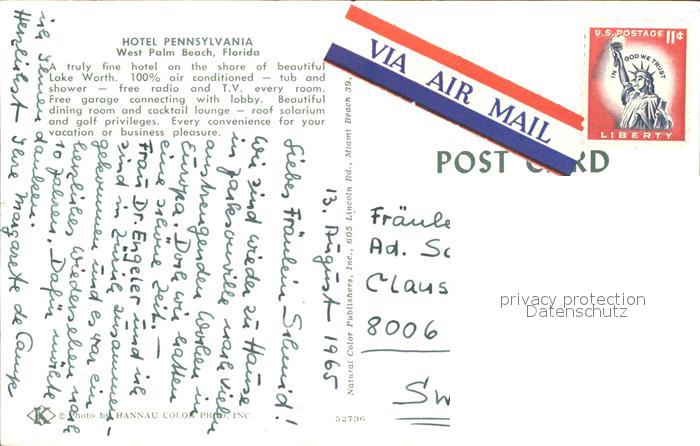 HOTEL PENNSYLVANIA
West Palm Beach, Florida
A truly fine hotel on the share of beautiful
Lake Worth. 100% air conditioned — tub and
shower — free radio and T.V. every room.
Free garage connecting with lobby. Beautiful
dining room and cocktail lounge — roof solarium
and golf privileges. Every convenience for your
vacation or business pleasure.
13. August 1965
Liebes Fräulein Schmid!
Wir sind wieder zu Hause
in Jacksonville nach vielen
anstrengenden Wochen in
Europa. Doch wir hatten
eine schöne Zeit. —
Frau Dr. Engeler und ich
sind in Zürich zusammen-
gekommen und es war ein
herzliches Wiedersehen nach
10 Jahren. Dafür möchte
ich Ihnen danken.
Herzlichst Ihre Margarete de Camp
© Photo by HANNAU COLOR PROD. INC.
52736
Natural Color Publishers, Inc., 605 Lincoln Rd., Miami Beach 39,
VIA AIR MAIL
U.S. POSTAGE 11¢
IN GOD WE TRUST
LIBERTY
POST CARD
Fräule
Ad. Sc
Claus
8006
Sw
privacy protection
Datenschutz
K